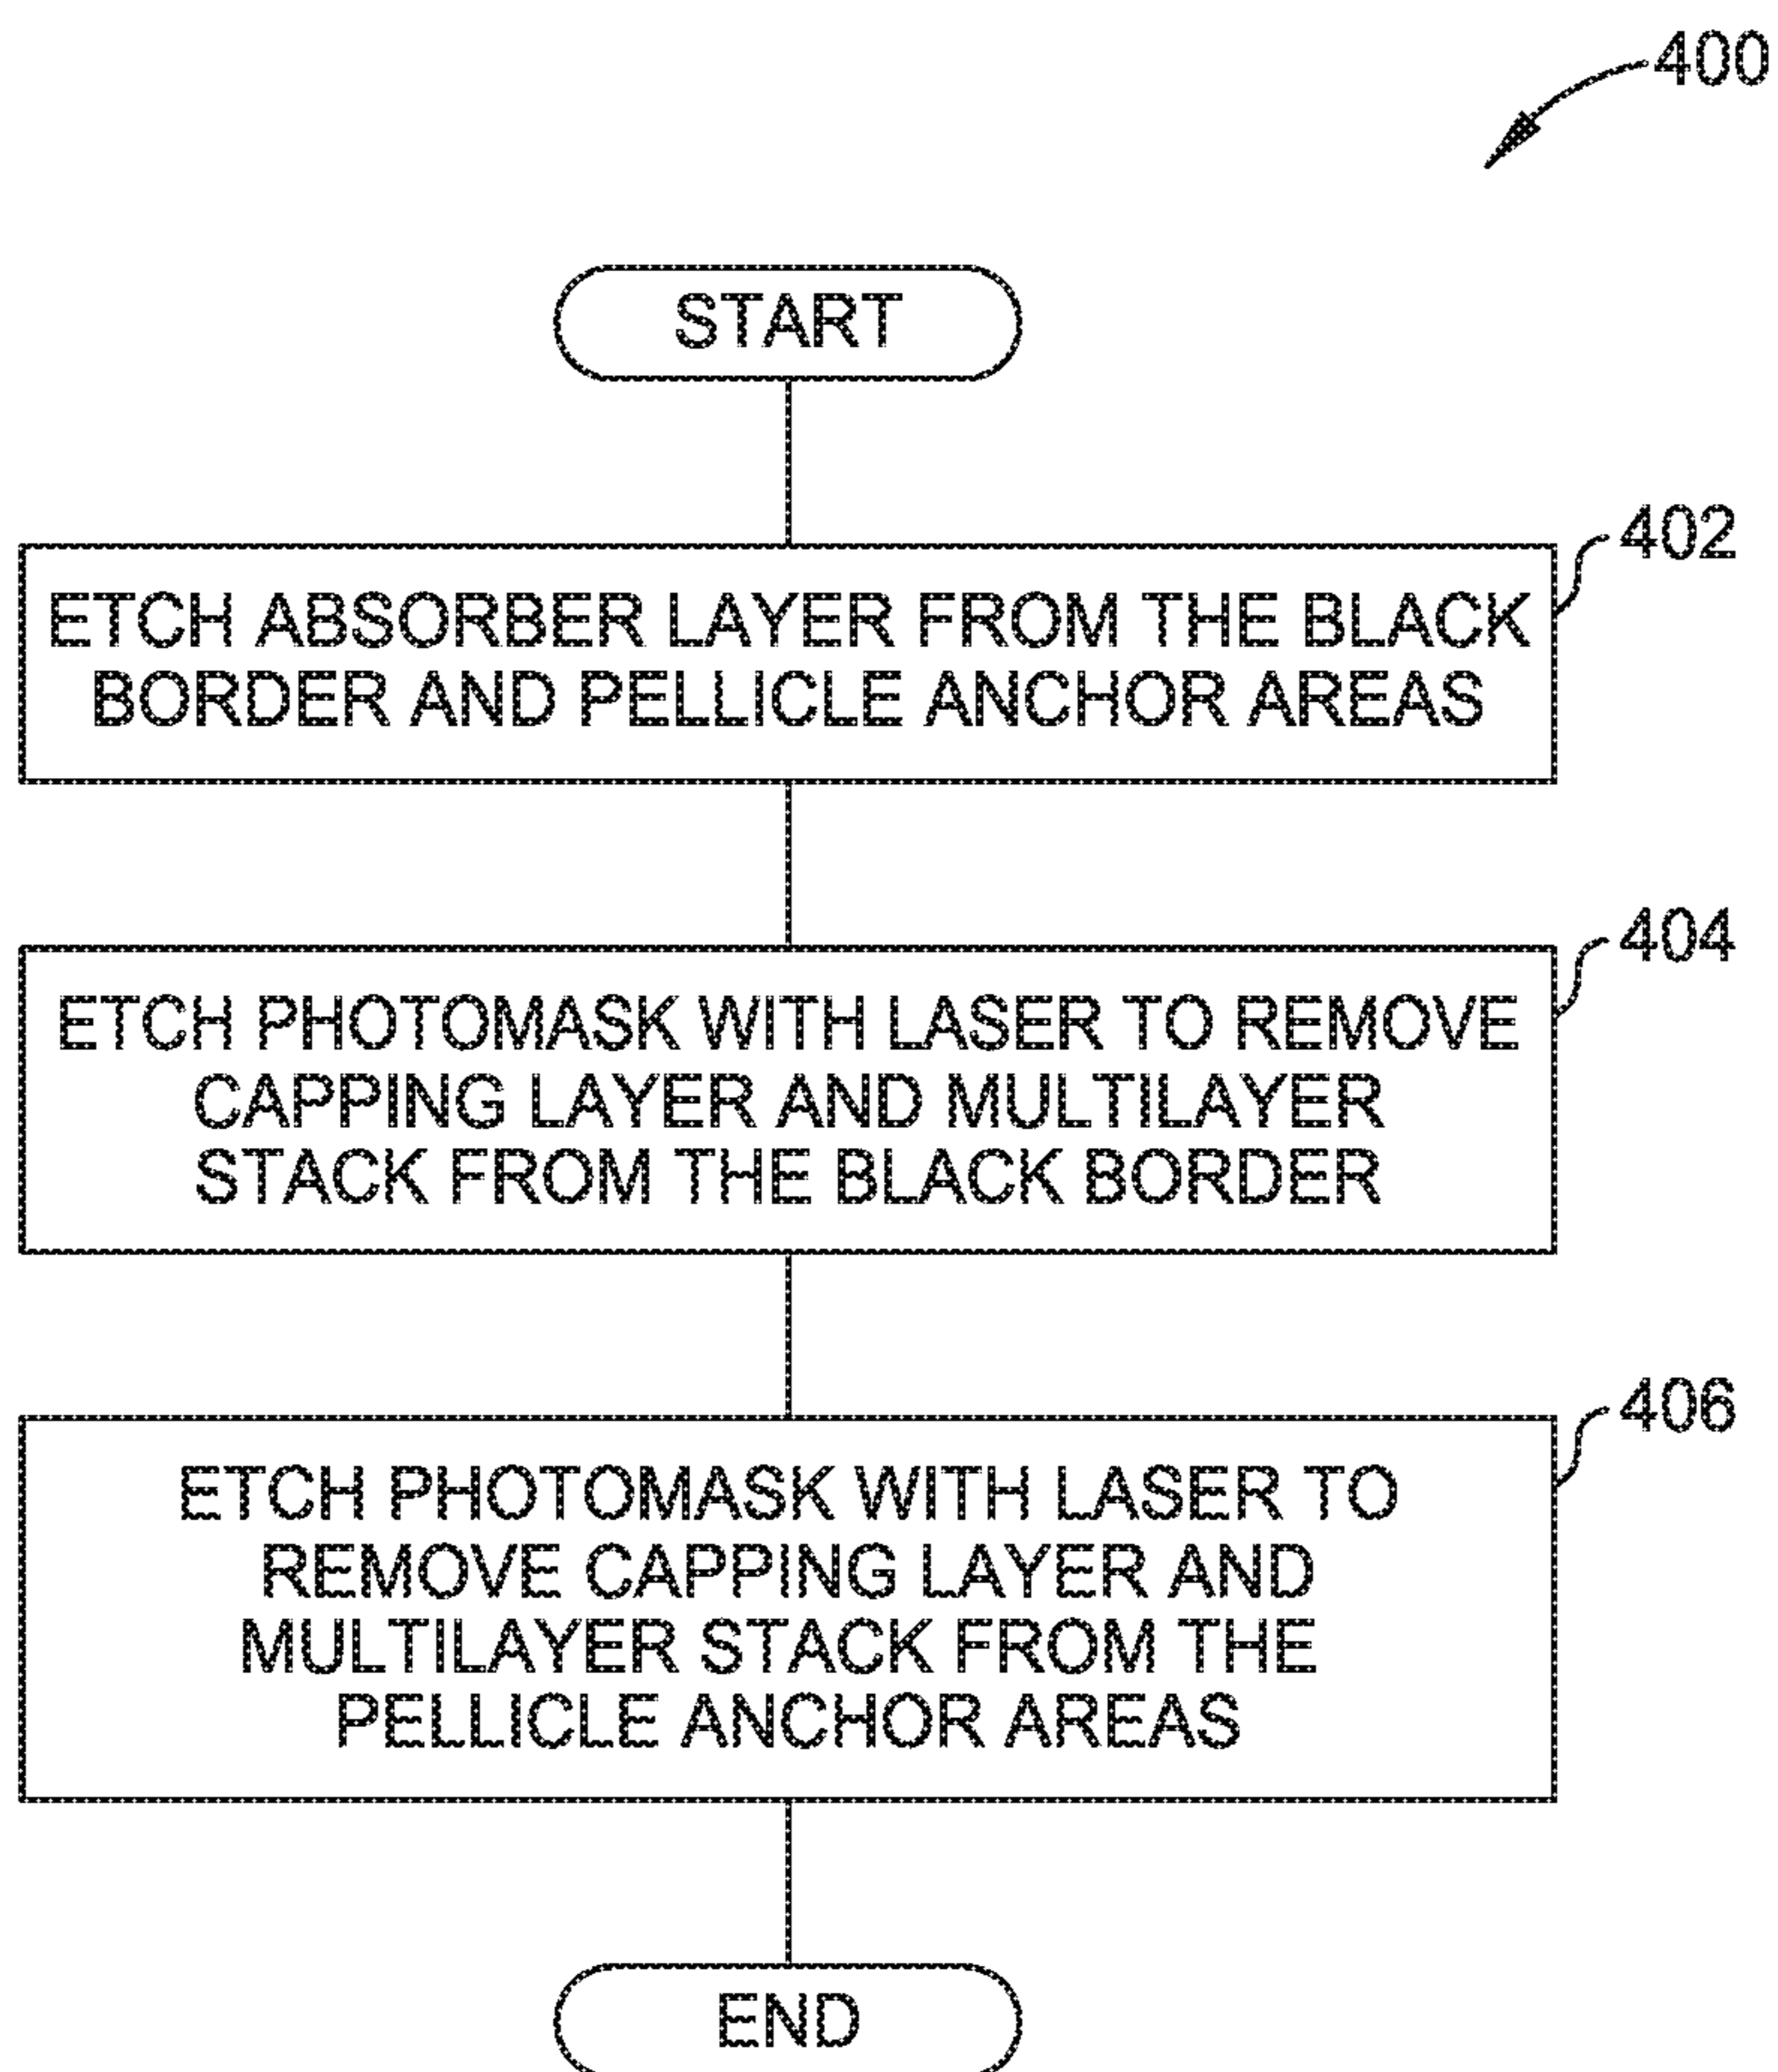 400
START
402
ETCH ABSORBER LAYER FROM THE BLACK
BORDER AND PELLICLE ANCHOR AREAS
404
ETCH PHOTOMASK WITH LASER TO REMOVE
CAPPING LAYER AND MULTILAYER
STACK FROM THE BLACK BORDER
406
ETCH PHOTOMASK WITH LASER TO
REMOVE CAPPING LAYER AND
MULTILAYER STACK FROM THE
PELLICLE ANCHOR AREAS
END